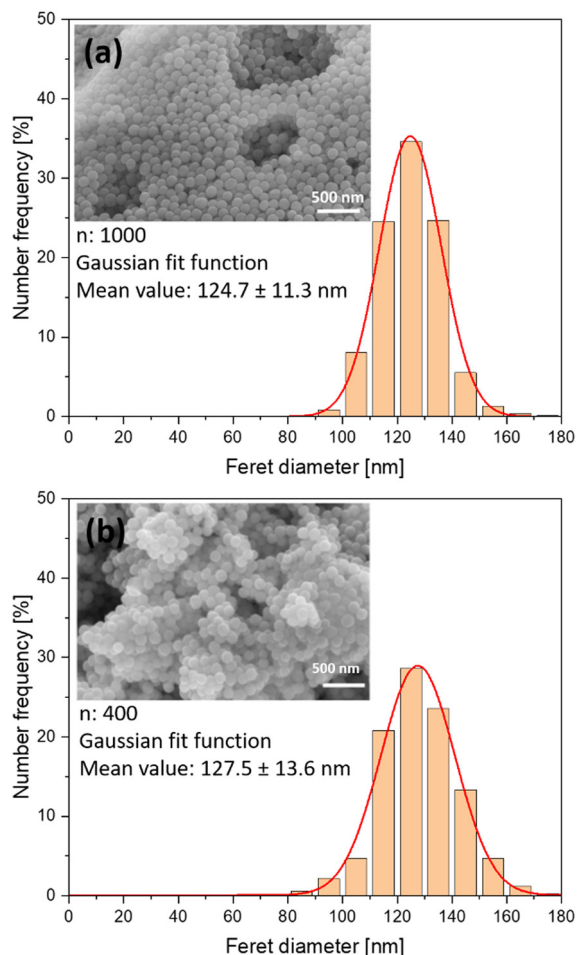 50
(a)
40
30
20
10
0
Number frequency [%]
500 nm
n: 1000
Gaussian fit function
Mean value: 124.7 ± 11.3 nm
0 20 40 60 80 100 120 140 160 180
Feret diameter [nm]
50
(b)
40
30
20
10
0
Number frequency [%]
500 nm
n: 400
Gaussian fit function
Mean value: 127.5 ± 13.6 nm
0 20 40 60 80 100 120 140 160 180
Feret diameter [nm]